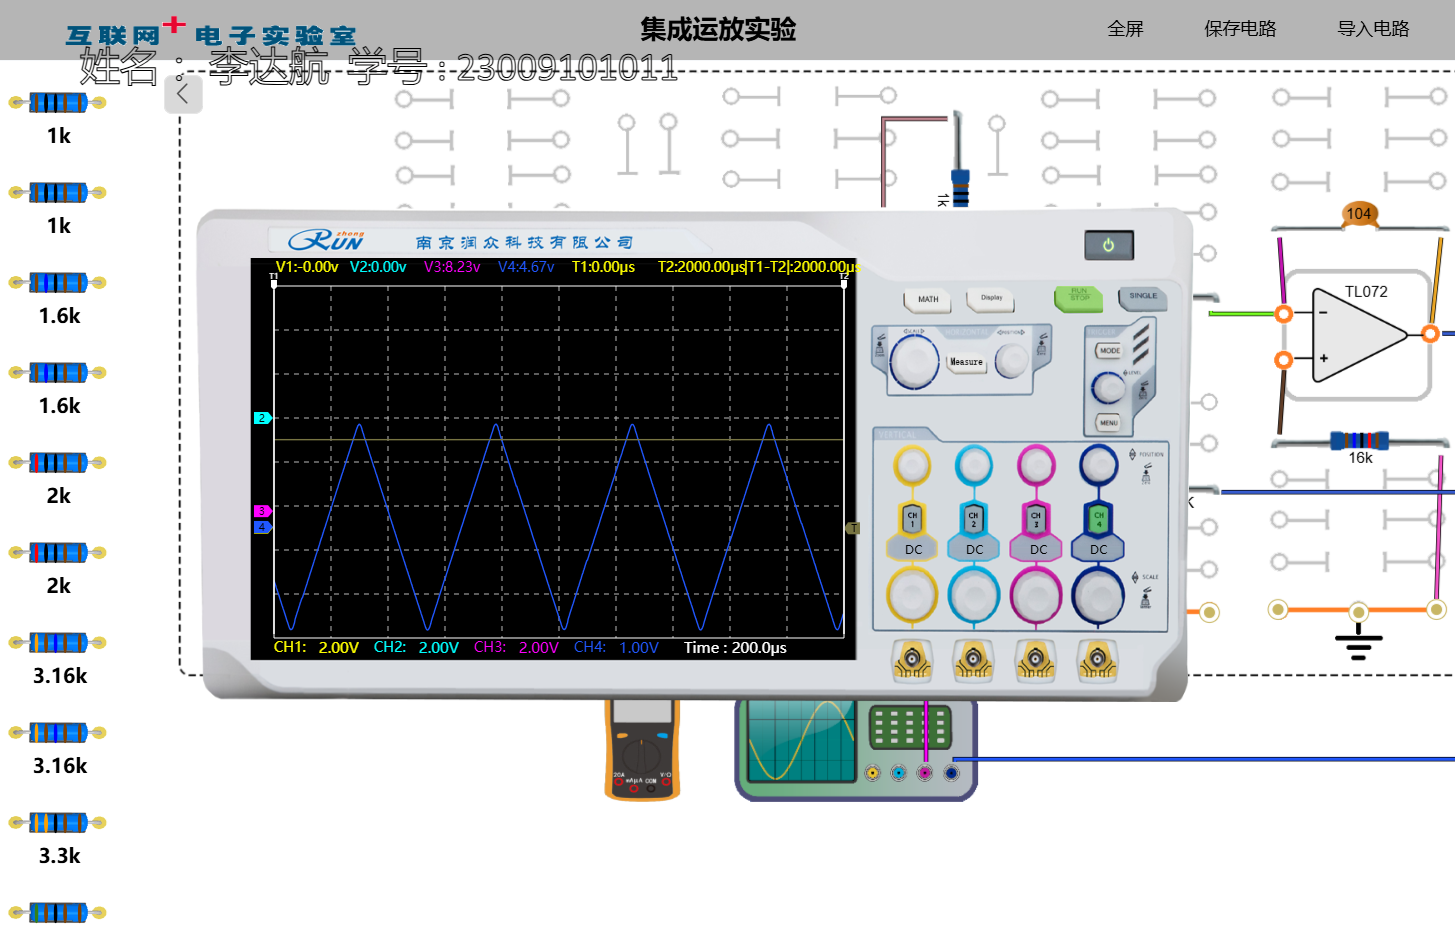 互联网+电子实验室
集成运放实验
全屏
保存电路
导入电路
姓名：李达航 学号：23009101011
1k
1k
1.6k
1.6k
2k
2k
3.16k
3.16k
3.3k
1k
104
TL072
16k
K
RUN zhong
南京润众科技有限公司
V1:-0.00v V2:0.00v V3:8.23v V4:4.67v T1:0.00μs T2:2000.00μs |T1-T2|:2000.00μs
T1
T2
2
3
4
T
CH1: 2.00V CH2: 2.00V CH3: 2.00V CH4: 1.00V Time : 200.0μs
MATH
Display
RUN
STOP
SINGLE
HORIZONTAL
POSITION
Measure
MODE
LEVEL
MENU
VERTICAL
POSITION
CH
1
CH
2
CH
3
CH
4
DC
DC
DC
DC
SCALE
20A
COM
V/Ω